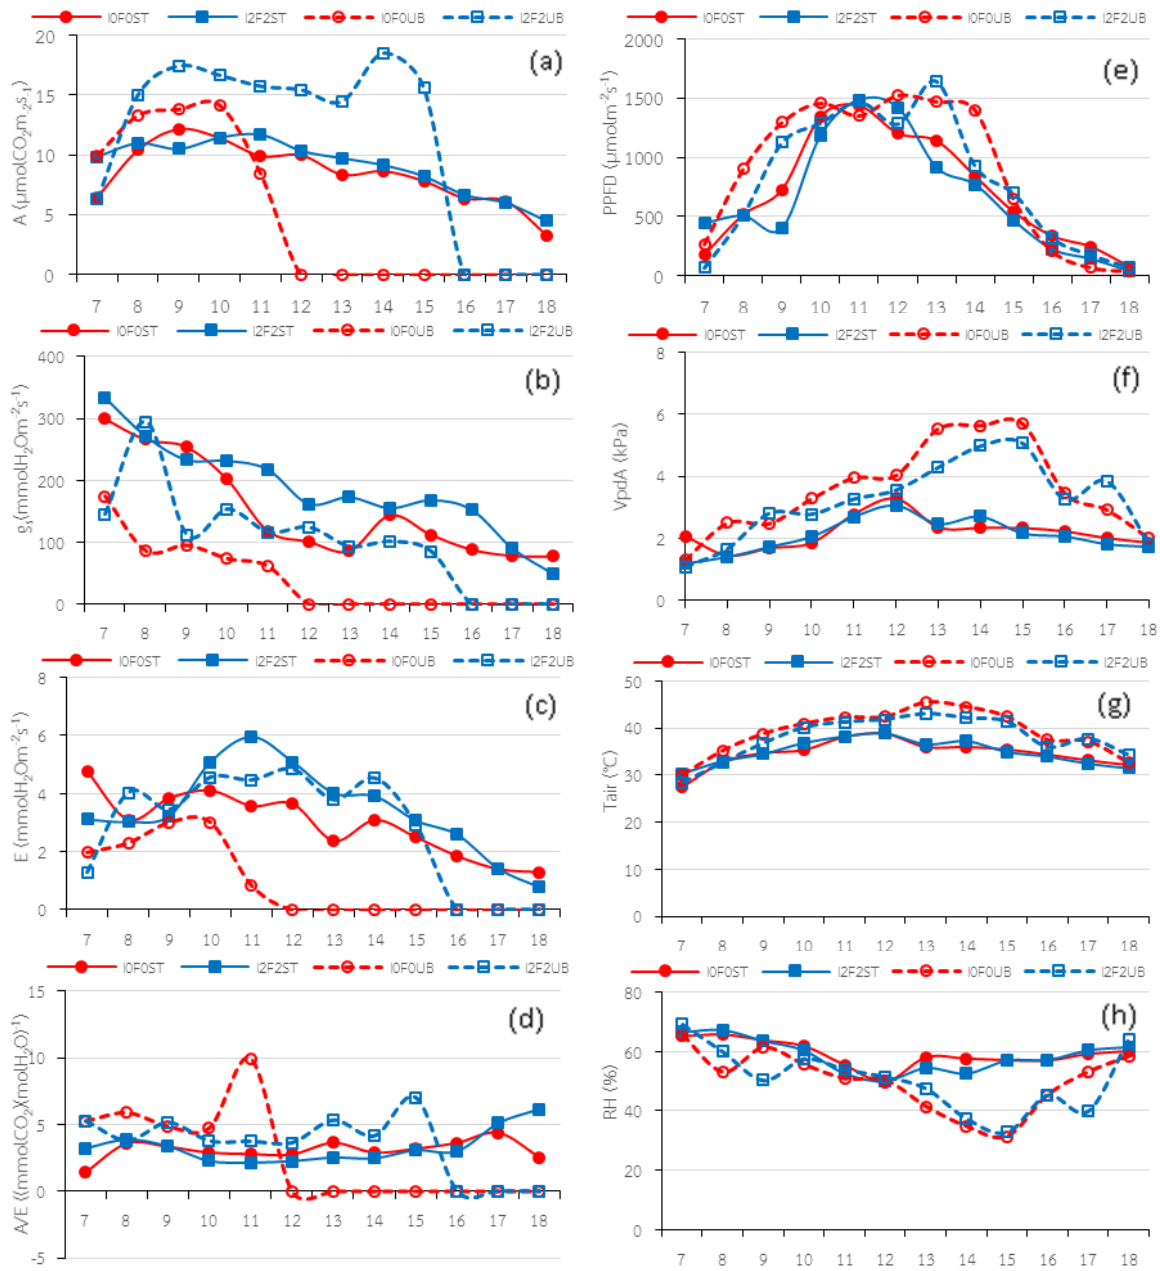 I0F0ST I2F2ST I0F0UB I2F2UB
20
15
10
5
0
A (µmolCO₂m-₂s-₁)
(a)
7 8 9 10 11 12 13 14 15 16 17 18
I0F0ST I2F2ST I0F0UB I2F2UB
400
300
200
100
0
gₛ(mmolH₂Om⁻²s⁻¹)
(b)
7 8 9 10 11 12 13 14 15 16 17 18
I0F0ST I2F2ST I0F0UB I2F2UB
8
6
4
2
0
E (mmolH₂Om⁻²s⁻¹)
(c)
7 8 9 10 11 12 13 14 15 16 17 18
I0F0ST I2F2ST I0F0UB I2F2UB
15
10
5
0
-5
A/E ((mmolCO₂)(molH₂O)⁻¹)
(d)
7 8 9 10 11 12 13 14 15 16 17 18
I0F0ST I2F2ST I0F0UB I2F2UB
2000
1500
1000
500
0
PPFD (µmolm⁻²s⁻¹)
(e)
7 8 9 10 11 12 13 14 15 16 17 18
I0F0ST I2F2ST I0F0UB I2F2UB
8
6
4
2
0
VpdA (kPa)
(f)
7 8 9 10 11 12 13 14 15 16 17 18
I0F0ST I2F2ST I0F0UB I2F2UB
50
40
30
20
10
0
Tair (°C)
(g)
7 8 9 10 11 12 13 14 15 16 17 18
I0F0ST I2F2ST I0F0UB I2F2UB
80
60
40
20
0
RH (%)
(h)
7 8 9 10 11 12 13 14 15 16 17 18